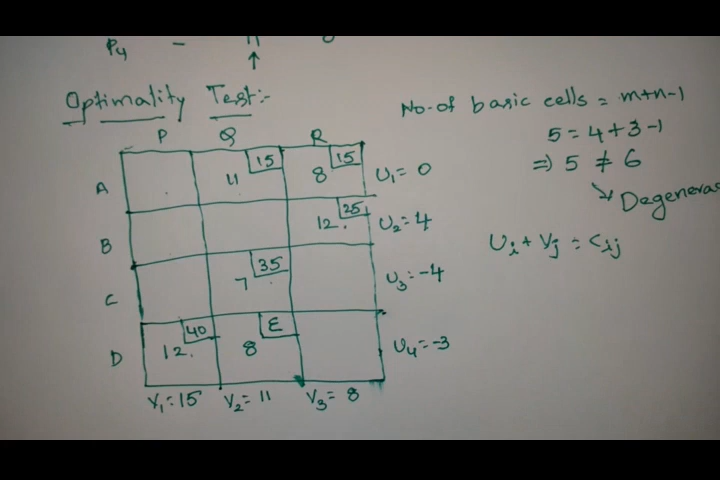 P4 -
Optimality Test:-
No. of basic cells = m+n-1
5 = 4+3-1
⇒ 5 ≠ 6
Degenerac
Ui + Vj = Cij
P Q R
A 11 15 8 15 U1 = 0
B 12. 25 U2 = 4
C 7 35 U3 = -4
D 12. 40 8 E U4 = -3
V1 = 15 V2 = 11 V3 = 8